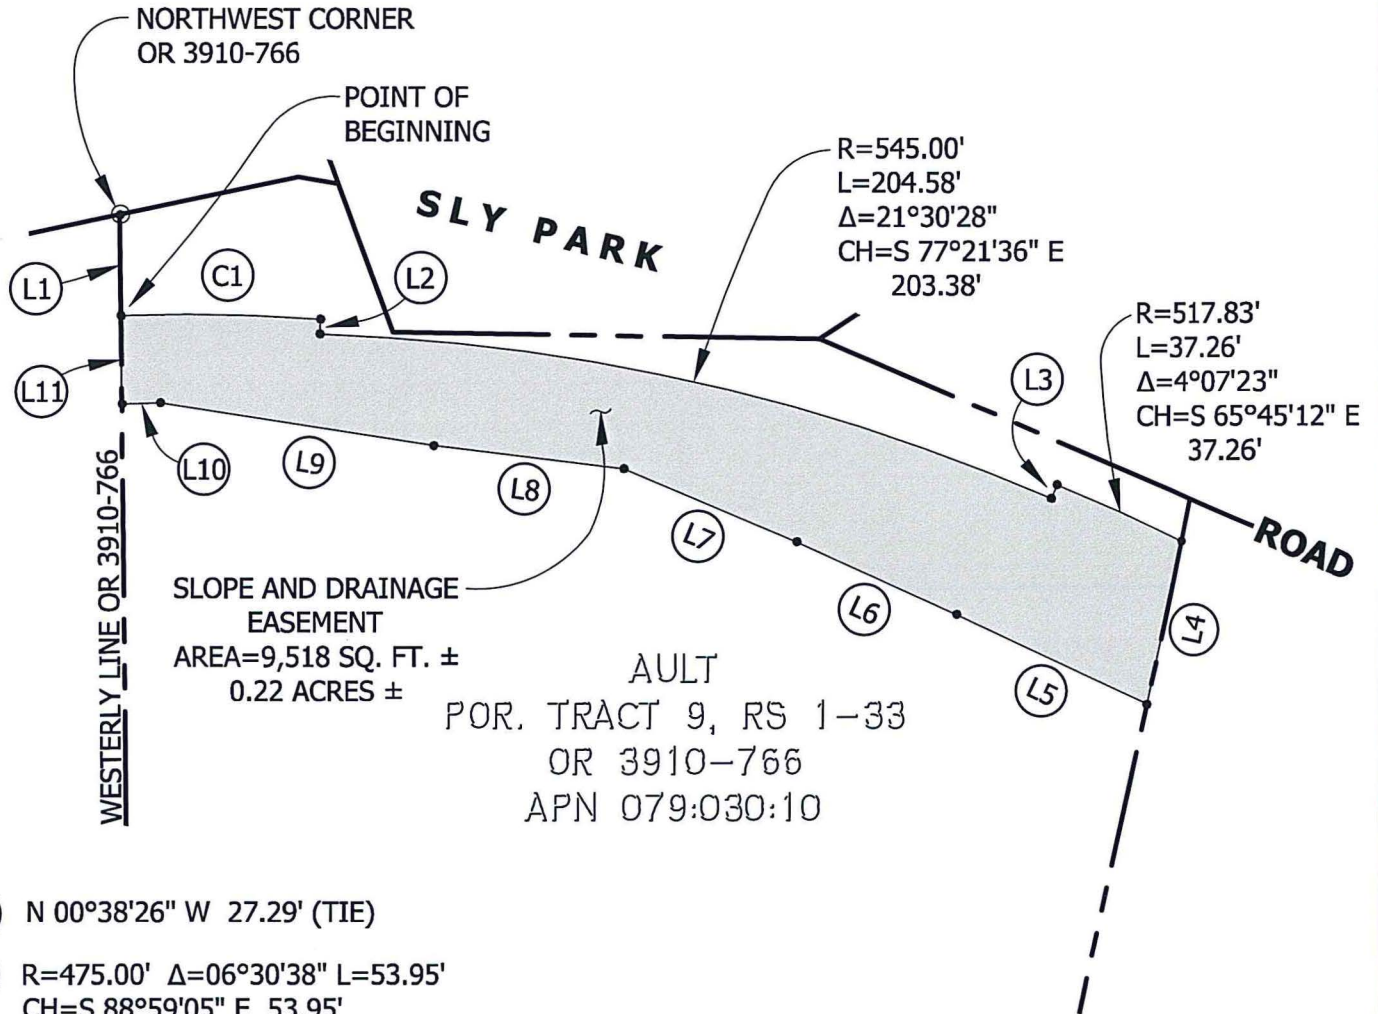 NORTHWEST CORNER
OR 3910-766
POINT OF
BEGINNING
SLY PARK
R=545.00'
L=204.58'
Δ=21°30'28"
CH=S 77°21'36" E
203.38'
R=517.83'
L=37.26'
Δ=4°07'23"
CH=S 65°45'12" E
37.26'
L1
C1
L2
L3
L11
L10
L9
L8
L7
L6
L5
L4
ROAD
WESTERLY LINE OR 3910-766
SLOPE AND DRAINAGE
EASEMENT
AREA=9,518 SQ. FT. ±
0.22 ACRES ±
AULT
POR. TRACT 9, RS 1-33
OR 3910-766
APN 079:030:10
N 00°38'26" W 27.29' (TIE)
R=475.00' Δ=06°30'38" L=53.95'
CH=S 88°59'05" E 53.95'